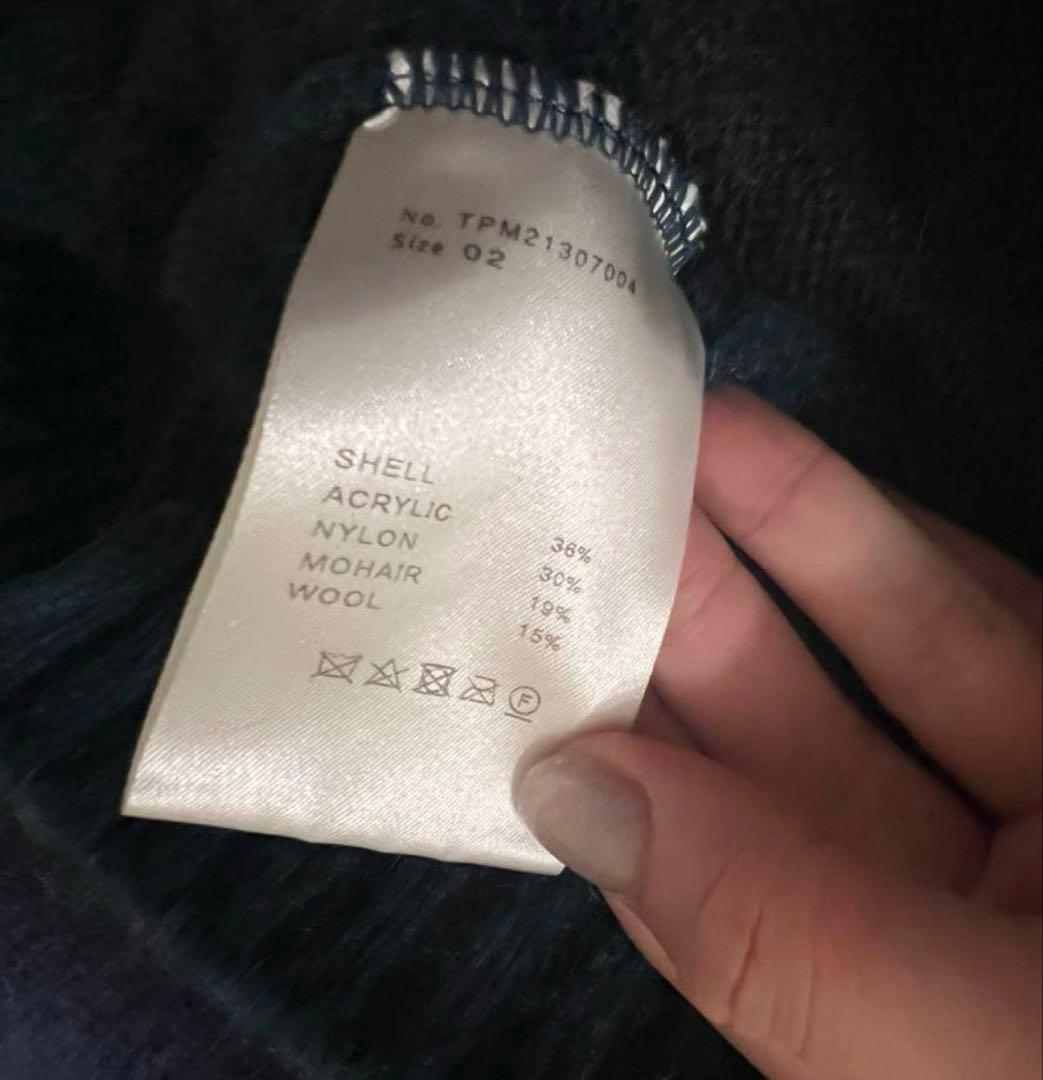 No. TPM21307004
Size 02
SHELL
ACRYLIC 36%
NYLON 30%
MOHAIR 19%
WOOL 15%
F